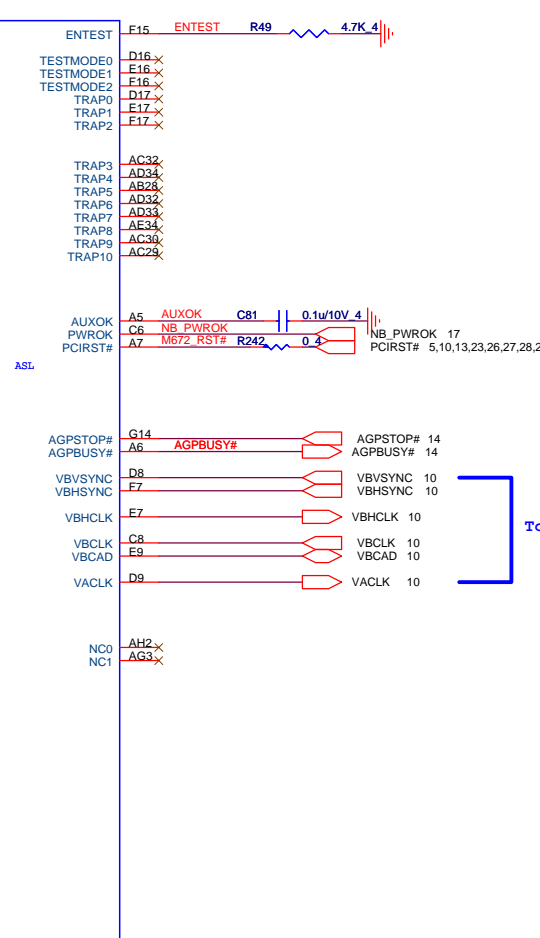 ENTEST F15 ENTEST R49 4.7K_4
TESTMODE0 D16
TESTMODE1 E16
TESTMODE2 F16
TRAP0 D17
TRAP1 E17
TRAP2 F17
TRAP3 AC32
TRAP4 AD34
TRAP5 AB28
TRAP6 AD32
TRAP7 AD33
TRAP8 AE34
TRAP9 AC30
TRAP10 AC29
AUXOK A5 AUXOK C81 0.1u/10V_4
PWROK C6 NB_PWROK NB_PWROK 17
PCIRST# A7 M672_RST# R242 0_4 PCIRST# 5,10,13,23,26,27,28,2
ASL
AGPSTOP# G14 AGPSTOP# 14
AGPBUSY# A6 AGPBUSY# AGPBUSY# 14
VBVSYNC D8 VBVSYNC 10
VBHSYNC F7 VBHSYNC 10
VBHCLK E7 VBHCLK 10
To
VBCLK C8 VBCLK 10
VBCAD E9 VBCAD 10
VACLK D9 VACLK 10
NC0 AH2
NC1 AG3